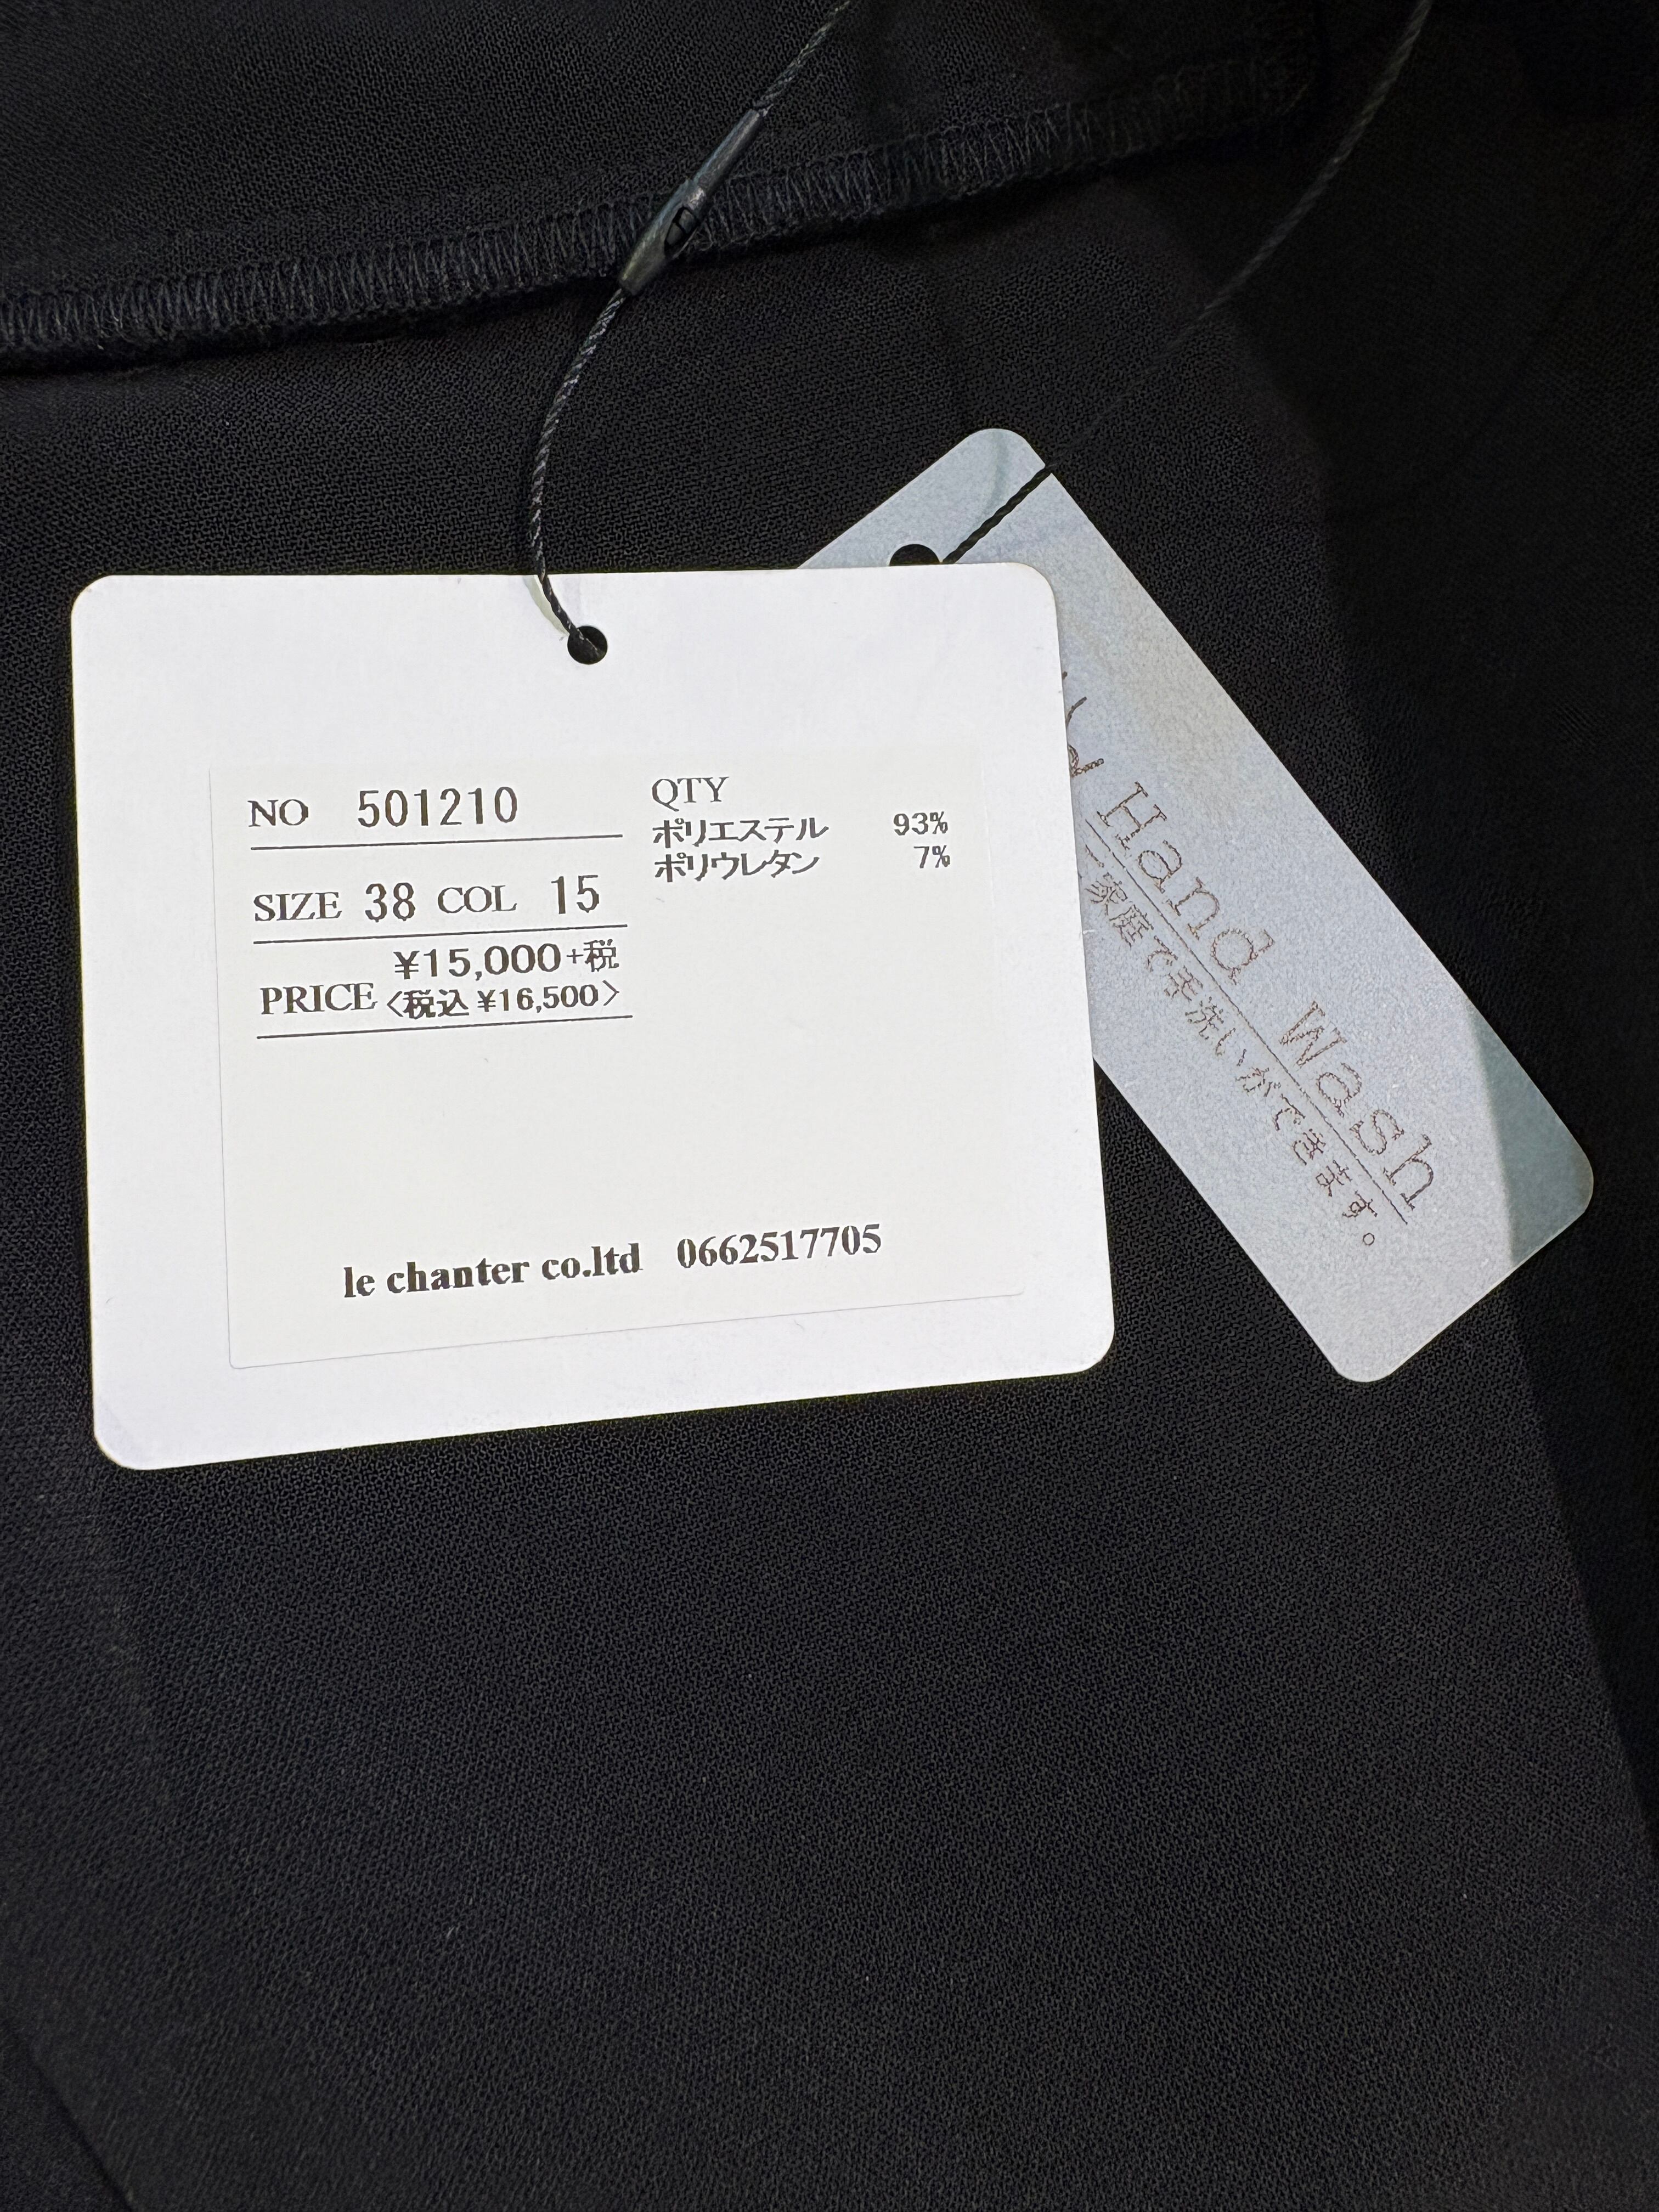 NO 501210
SIZE 38 COL 15
¥15,000+税
PRICE <税込 ¥16,500>
QTY
ポリエステル 93%
ポリウレタン 7%
le chanter co.ltd 0662517705
Hand Wash
家庭で手洗いができます。